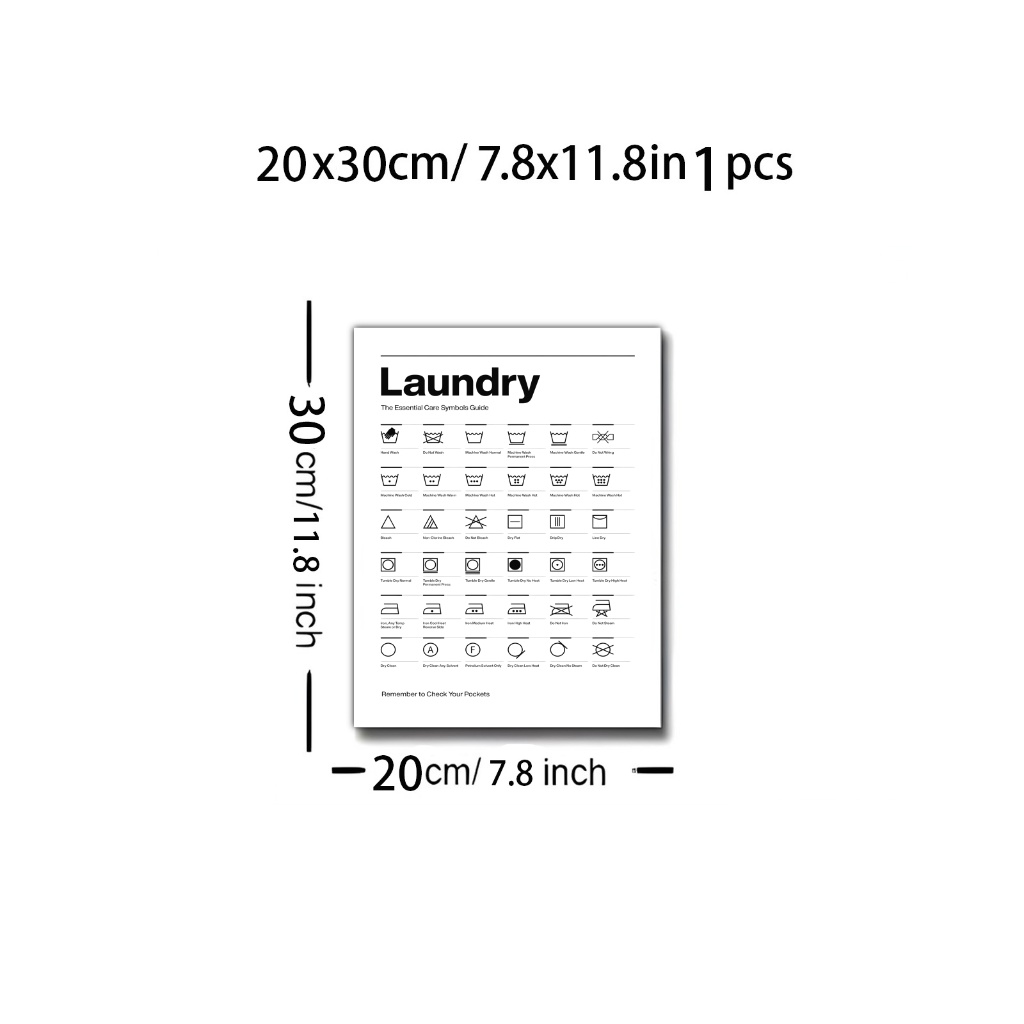 20x30cm/ 7.8x11.8in 1 pcs
30 cm/11.8 inch
Laundry
The Essential Care Symbols Guide
Hand Wash
Do Not Wash
Machine Wash Normal
Machine Wash
Permanent Press
Machine Wash Gentle
Do Not Wring
Machine Wash Cold
Machine Wash Warm
Machine Wash Hot
Machine Wash Hot
Machine Wash Hot
Machine Wash Hot
Bleach
Non-Chlorine Bleach
Do Not Bleach
Dry Flat
Drip Dry
Line Dry
Tumble Dry Normal
Tumble Dry
Permanent Press
Tumble Dry Gentle
Tumble Dry No Heat
Tumble Dry Low Heat
Tumble Dry High Heat
Iron, Any Temp
Steam or Dry
Iron Medium Heat
Iron High Heat
Do Not Iron
Do Not Steam
A
F
Dry Clean
Dry Clean Any Solvent
Petroleum Solvent Only
Dry Clean Low Heat
Dry Clean No Steam
Do Not Dry Clean
Remember to Check Your Pockets
20cm/ 7.8 inch